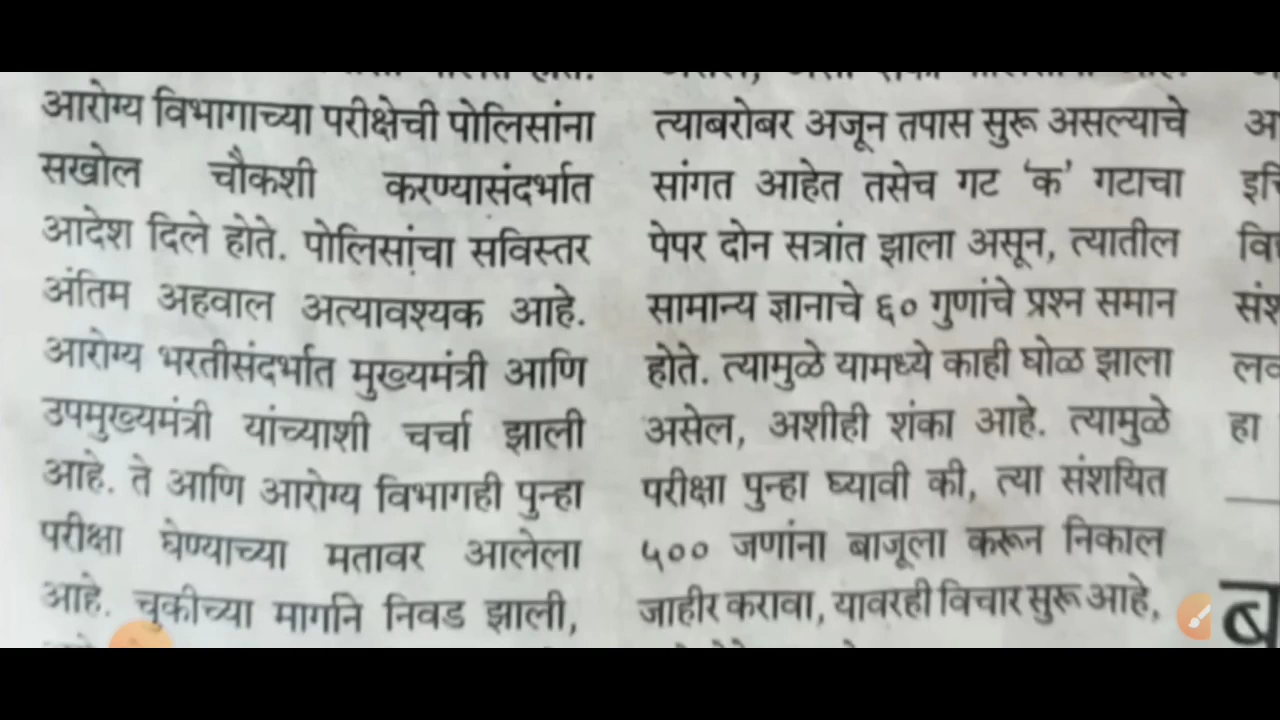 आरोग्य विभागाच्या परीक्षेची पोलिसांना
सखोल चौकशी करण्यासंदर्भात
आदेश दिले होते. पोलिसांचा सविस्तर
अंतिम अहवाल अत्यावश्यक आहे.
आरोग्य भरतीसंदर्भात मुख्यमंत्री आणि
उपमुख्यमंत्री यांच्याशी चर्चा झाली
आहे. ते आणि आरोग्य विभागही पुन्हा
परीक्षा घेण्याच्या मतावर आलेला
आहे. चुकीच्या मार्गाने निवड झाली,
त्याबरोबर अजून तपास सुरू असल्याचे
सांगत आहेत तसेच गट ‘क’ गटाचा
पेपर दोन सत्रांत झाला असून, त्यातील
सामान्य ज्ञानाचे ६० गुणांचे प्रश्न समान
होते. त्यामुळे यामध्ये काही घोळ झाला
असेल, अशीही शंका आहे. त्यामुळे
परीक्षा पुन्हा घ्यावी की, त्या संशयित
५०० जणांना बाजूला करून निकाल
जाहीर करावा, यावरही विचार सुरू आहे,
हा